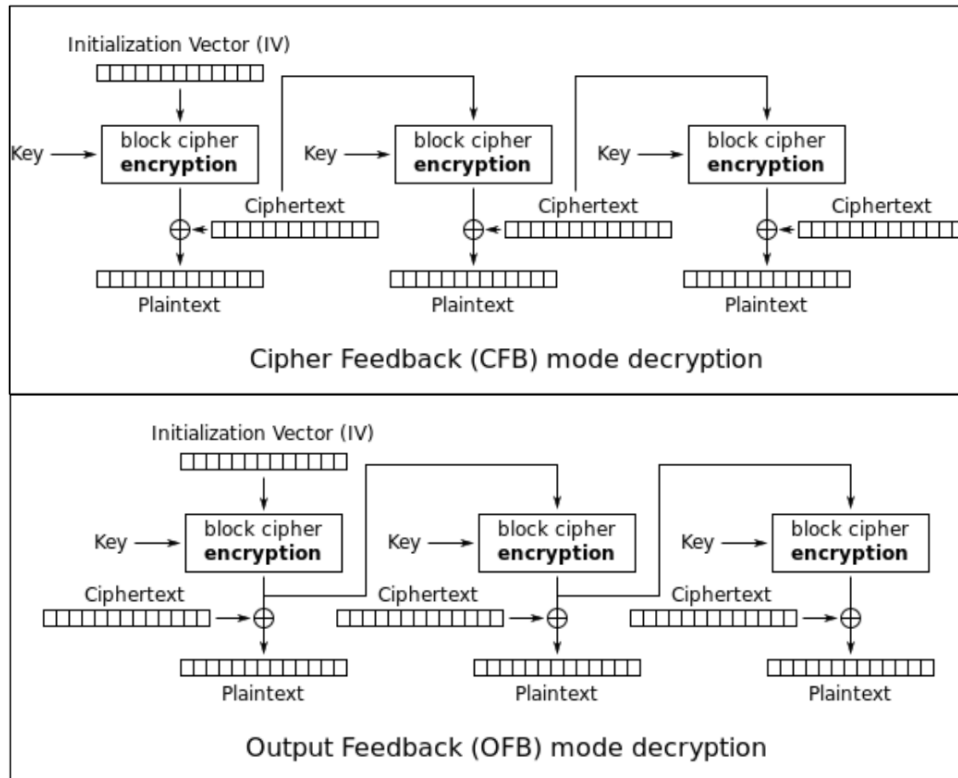 Initialization Vector (IV)
block cipher
encryption
Key
block cipher
encryption
Key
block cipher
encryption
Key
Ciphertext
Ciphertext
Ciphertext
Plaintext
Plaintext
Plaintext
Cipher Feedback (CFB) mode decryption
Initialization Vector (IV)
block cipher
encryption
Key
block cipher
encryption
Key
block cipher
encryption
Key
Ciphertext
Ciphertext
Ciphertext
Plaintext
Plaintext
Plaintext
Output Feedback (OFB) mode decryption